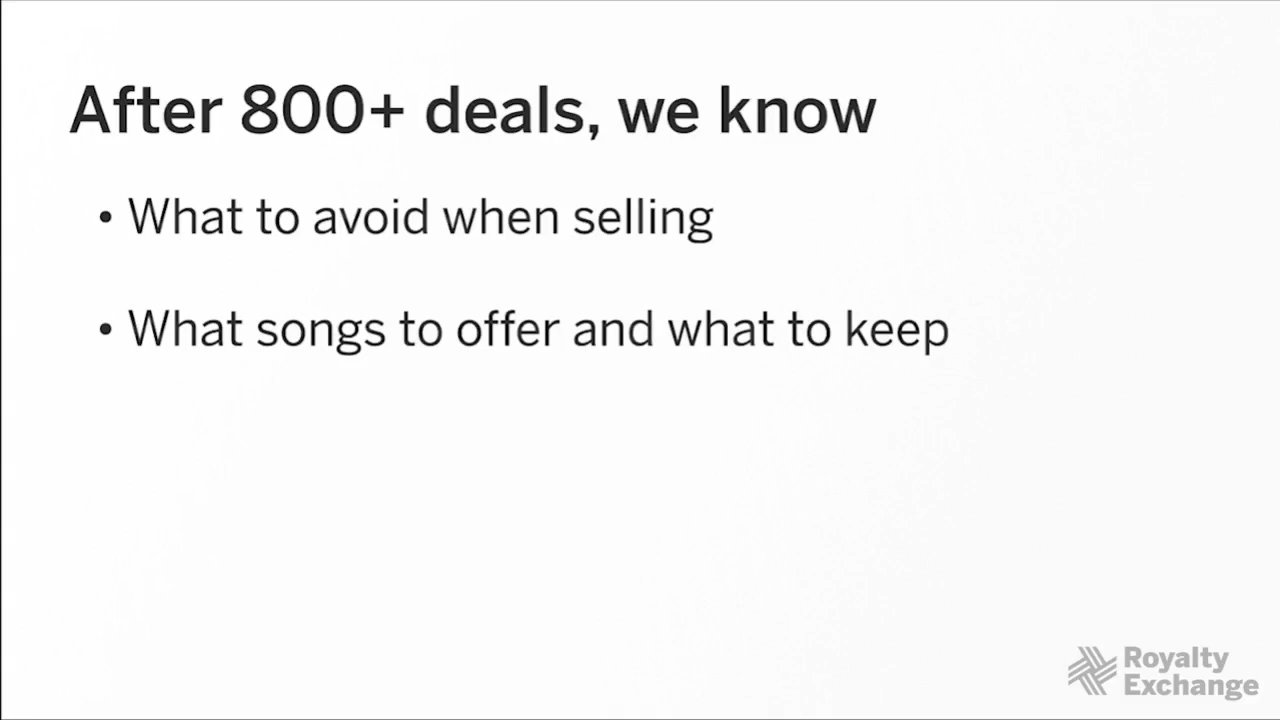 After 800+ deals, we know
• What to avoid when selling
• What songs to offer and what to keep
Royalty
Exchange